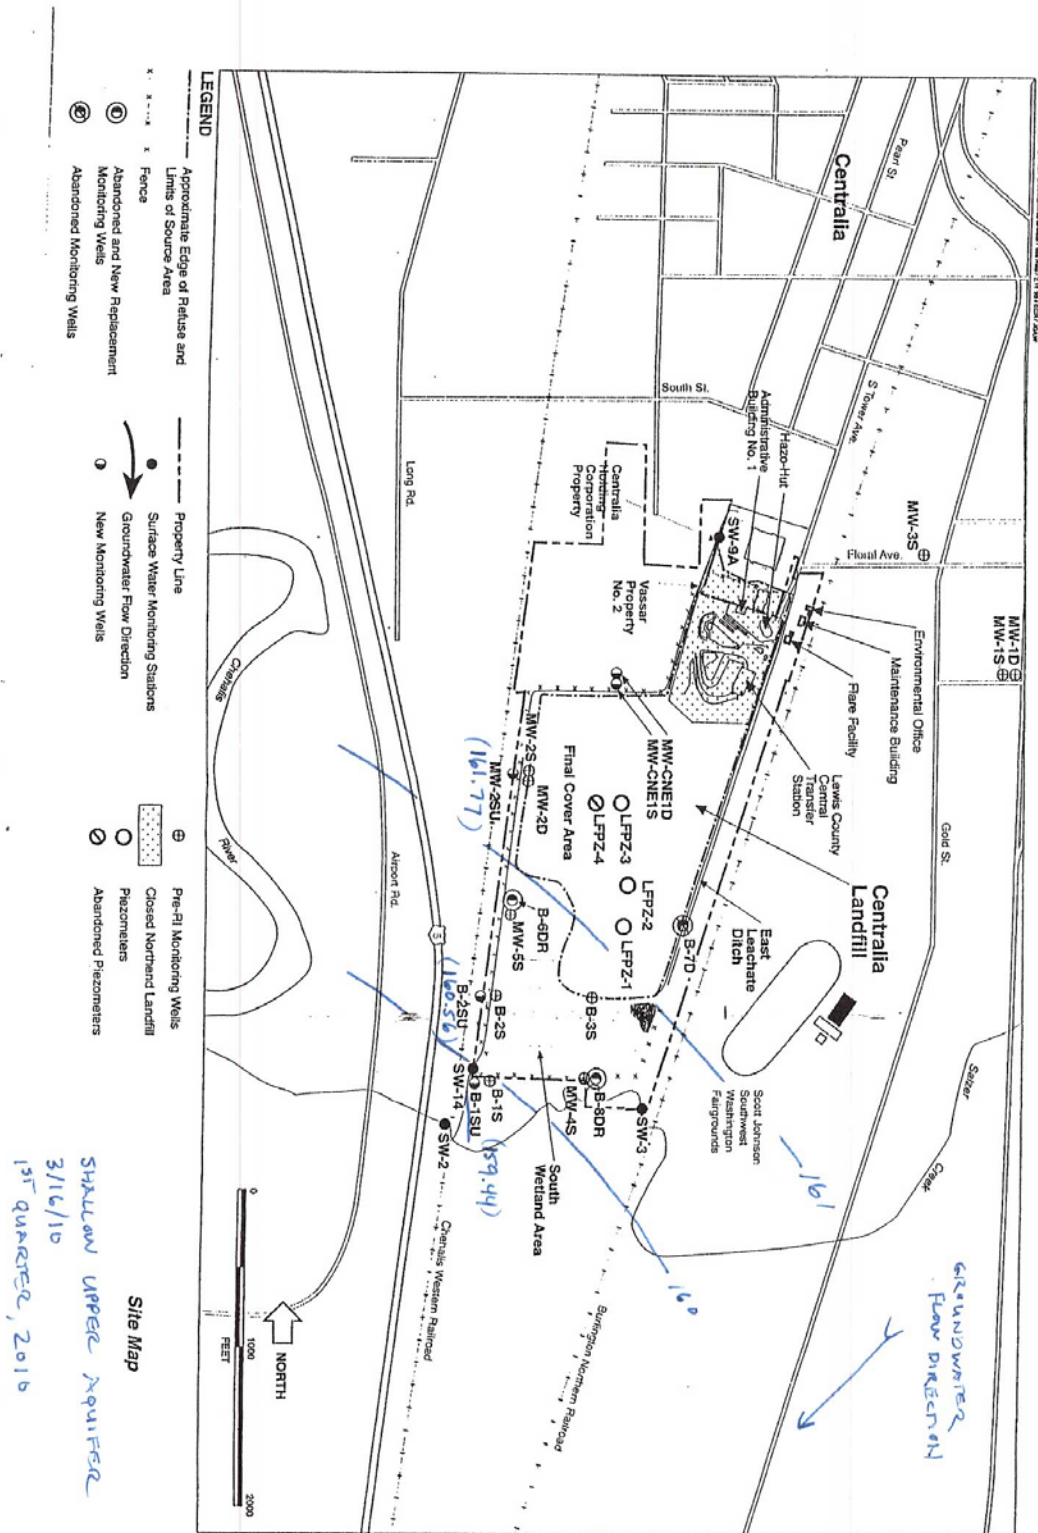 Centralia
Pearl St.
S Tower Ave.
South St.
Administrative
Building No. 1
Hazo-Hut
Centralia
Holding
Corporation
Property
SW-9A
Vassar
Property
No. 2
MW-3S
Floral Ave.
MW-1D
MW-1S
Environmental Office
Maintenance Building
Flare Facility
Lewis County
Central
Transfer
Station
Gold St.
Centralia
Landfill
MW-CNE1D
MW-CNE1S
Final Cover Area
LFPZ-3
LFPZ-4
LFPZ-2
LFPZ-1
B-7D
East
Leachate
Ditch
MW-2S
MW-2D
MW-2SU
(161.77)
B-6DR
MW-5S
B-2S
B-2SU
(160.56)
B-3S
B-1S
B-1SU
(159.44)
SW-14
SW-2
MW-4S
B-8DR
SW-3
Scott Johnson
Southwest
Washington
Fairgrounds
South
Wetland Area
Salzer
Creek
161
160
GROUNDWATER
FLOW DIRECTION
Long Rd.
Airport Rd.
5
Chehalis
River
Chehalis Western Railroad
Burlington Northern Railroad
NORTH
0
1000
2000
FEET
LEGEND
Approximate Edge of Refuse and
Limits of Source Area
Fence
Abandoned and New Replacement
Monitoring Wells
Abandoned Monitoring Wells
Property Line
Surface Water Monitoring Stations
Groundwater Flow Direction
New Monitoring Wells
Pre-RI Monitoring Wells
Closed Northend Landfill
Piezometers
Abandoned Piezometers
Site Map
SHALLOW UPPER AQUIFER
3/16/10
1ST QUARTER, 2010